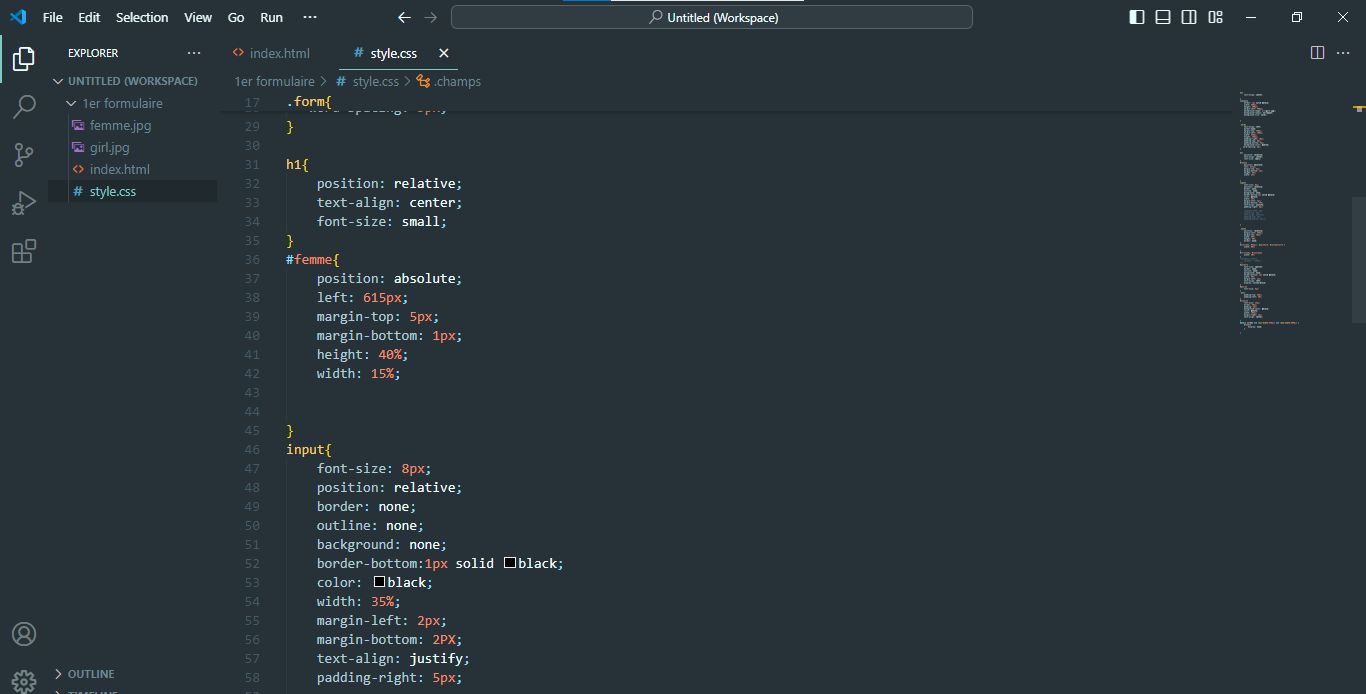 File Edit Selection View Go Run ···
Untitled (Workspace)
EXPLORER ···
UNTITLED (WORKSPACE)
1er formulaire
femme.jpg
girl.jpg
index.html
# style.css
OUTLINE
TIMELINE
index.html # style.css
1er formulaire > # style.css > .champs
17 .form{
29 }
30
31 h1{
32 position: relative;
33 text-align: center;
34 font-size: small;
35 }
36 #femme{
37 position: absolute;
38 left: 615px;
39 margin-top: 5px;
40 margin-bottom: 1px;
41 height: 40%;
42 width: 15%;
43
44
45 }
46 input{
47 font-size: 8px;
48 position: relative;
49 border: none;
50 outline: none;
51 background: none;
52 border-bottom:1px solid black;
53 color: black;
54 width: 35%;
55 margin-left: 2px;
56 margin-bottom: 2PX;
57 text-align: justify;
58 padding-right: 5px;